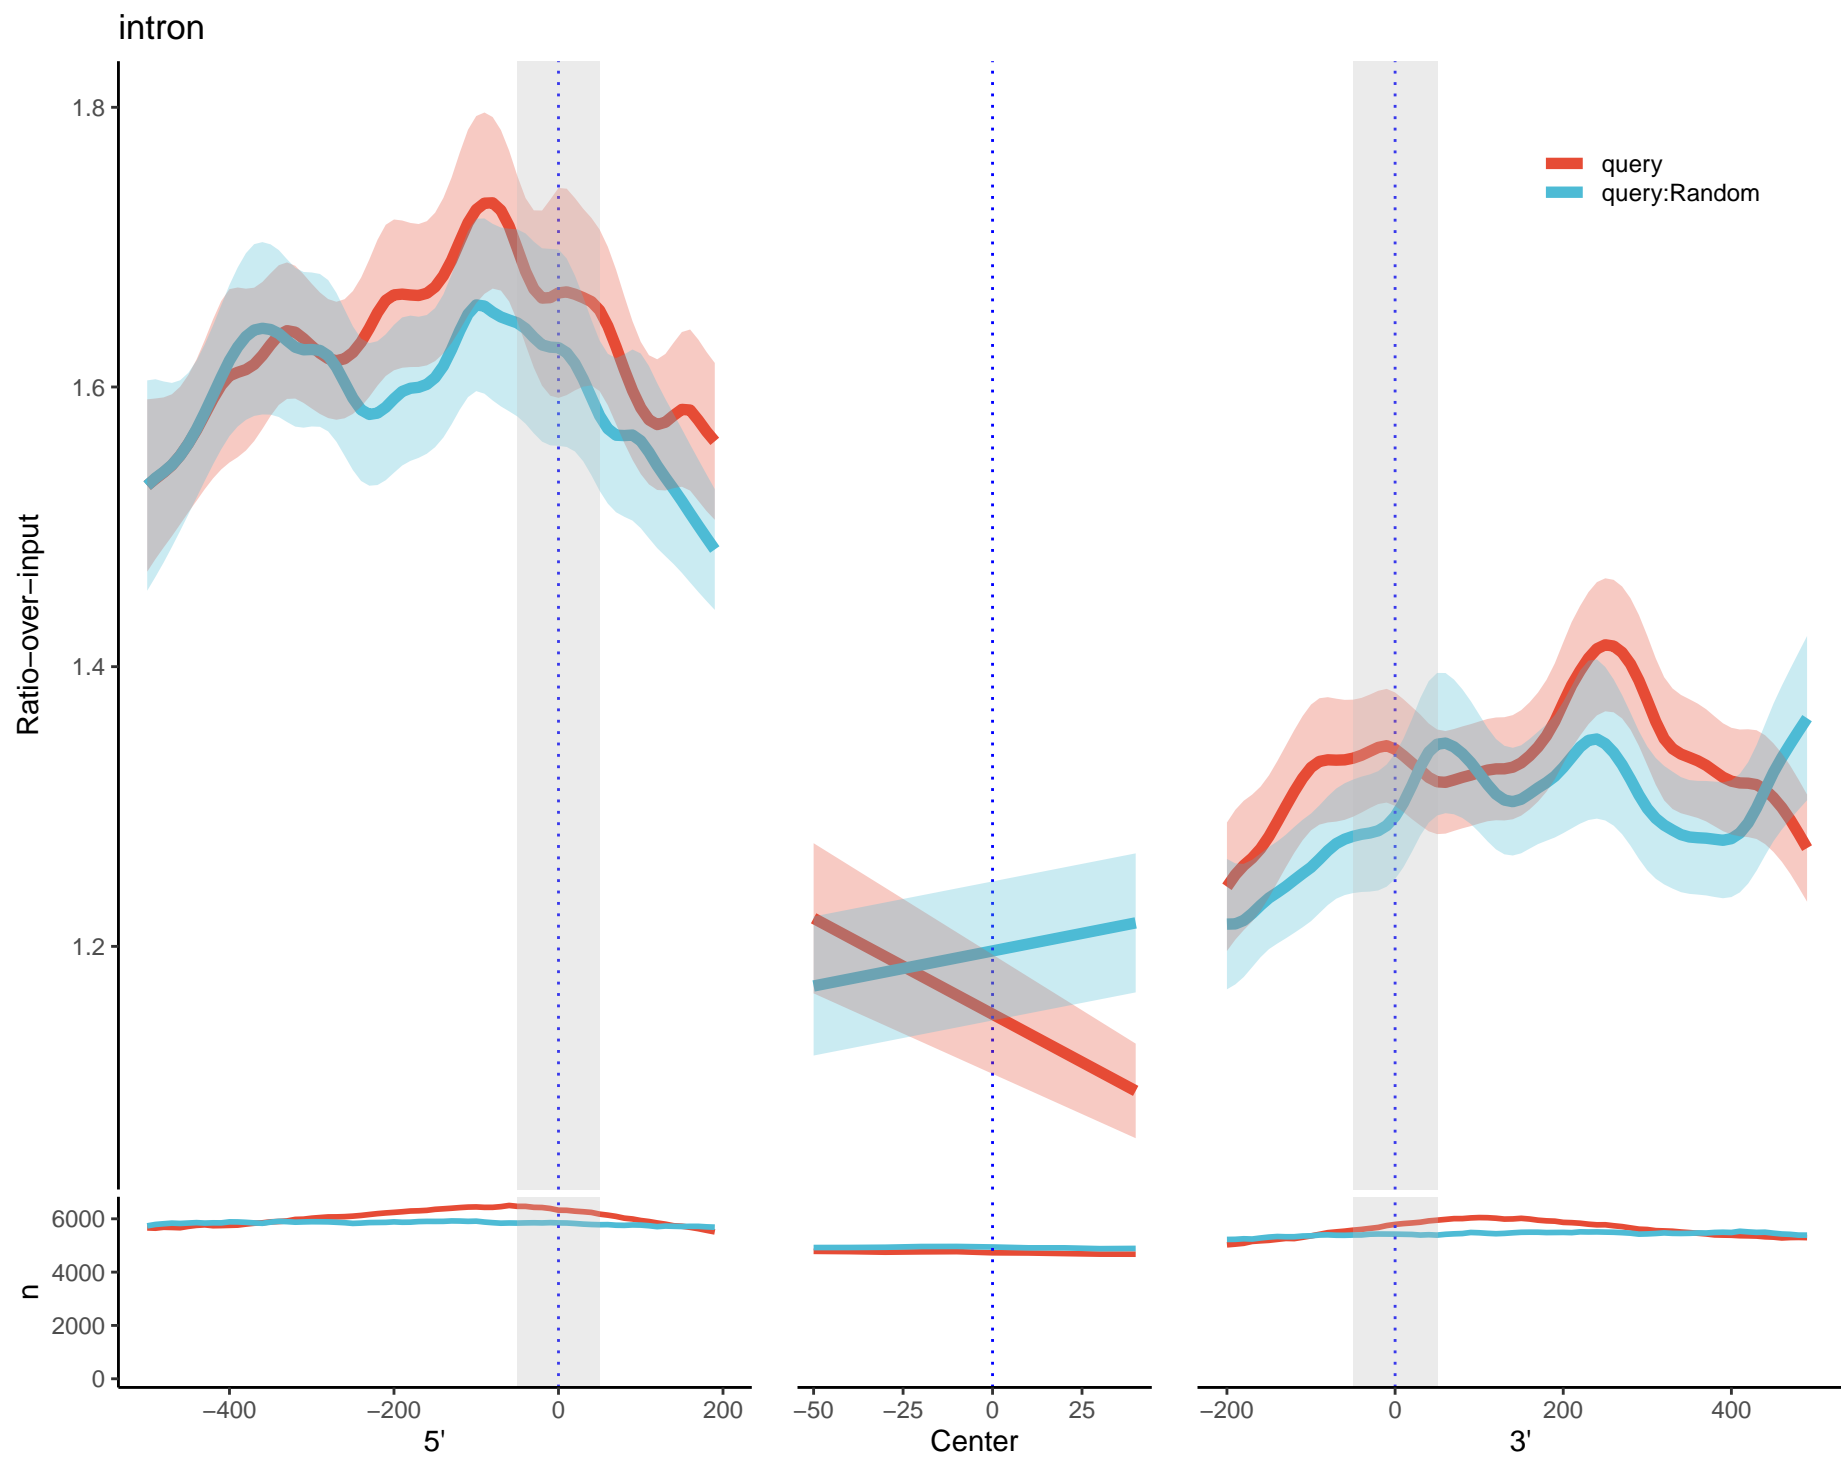 intron
1.8
1.6
1.4
1.2
Ratio−over−input
query
query:Random
6000
4000
2000
0
n
−400 −200 0 200
−50 −25 0 25
−200 0 200 400
5' Center 3'